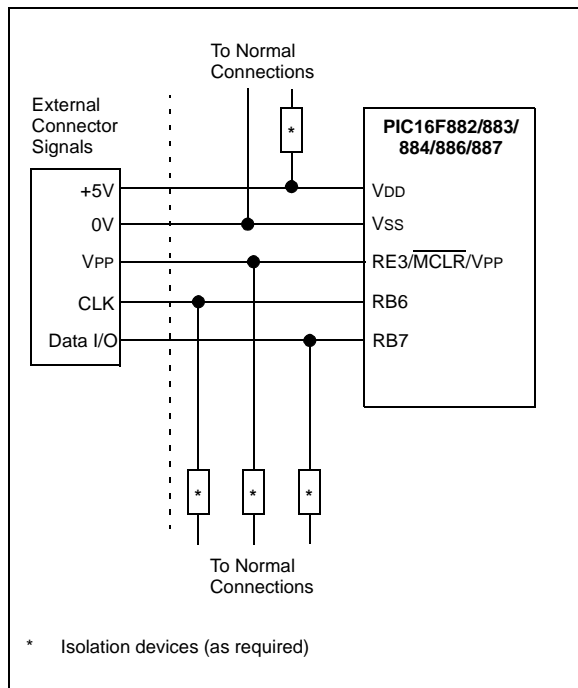 To Normal
Connections
External
Connector
Signals
PIC16F882/883/
884/886/887
+5V
VDD
0V
VSS
VPP
RE3/MCLR/VPP
CLK
RB6
Data I/O
RB7
*
*
*
*
To Normal
Connections
* Isolation devices (as required)